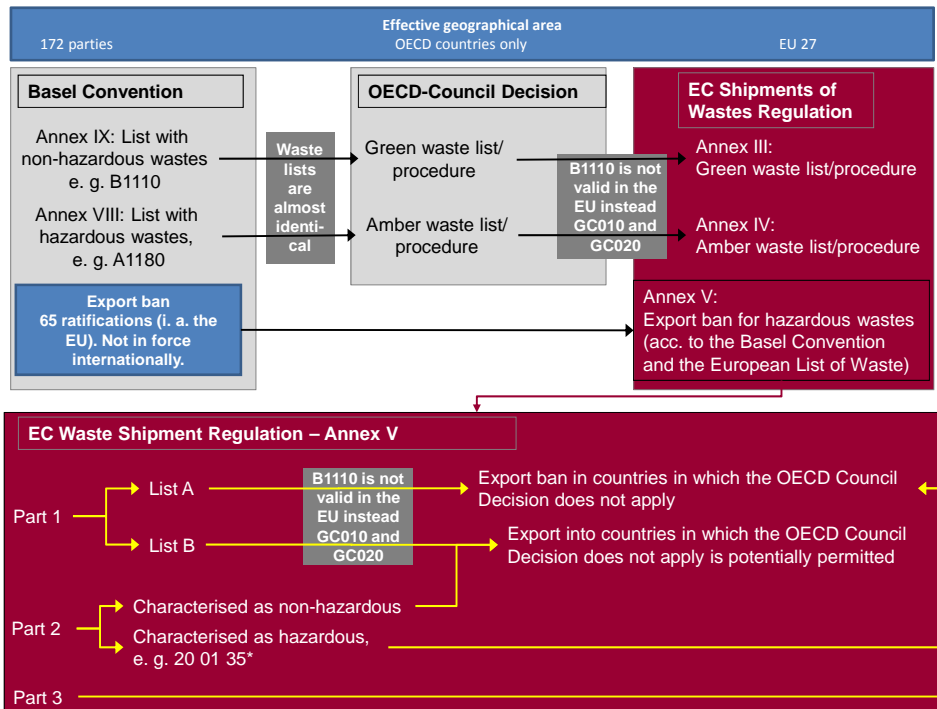 Effective geographical area
172 parties
OECD countries only
EU 27
Basel Convention
Annex IX: List with
non-hazardous wastes
e. g. B1110
Annex VIII: List with
hazardous wastes,
e. g. A1180
Export ban
65 ratifications (i. a. the
EU). Not in force
internationally.
Waste
lists
are
almost
identi-
cal
OECD-Council Decision
Green waste list/
procedure
Amber waste list/
procedure
B1110 is not
valid in the
EU instead
GC010 and
GC020
EC Shipments of
Wastes Regulation
Annex III:
Green waste list/procedure
Annex IV:
Amber waste list/procedure
Annex V:
Export ban for hazardous wastes
(acc. to the Basel Convention
and the European List of Waste)
EC Waste Shipment Regulation – Annex V
Part 1
List A
List B
B1110 is not
valid in the
EU instead
GC010 and
GC020
Export ban in countries in which the OECD Council
Decision does not apply
Export into countries in which the OECD Council
Decision does not apply is potentially permitted
Part 2
Characterised as non-hazardous
Characterised as hazardous,
e. g. 20 01 35*
Part 3